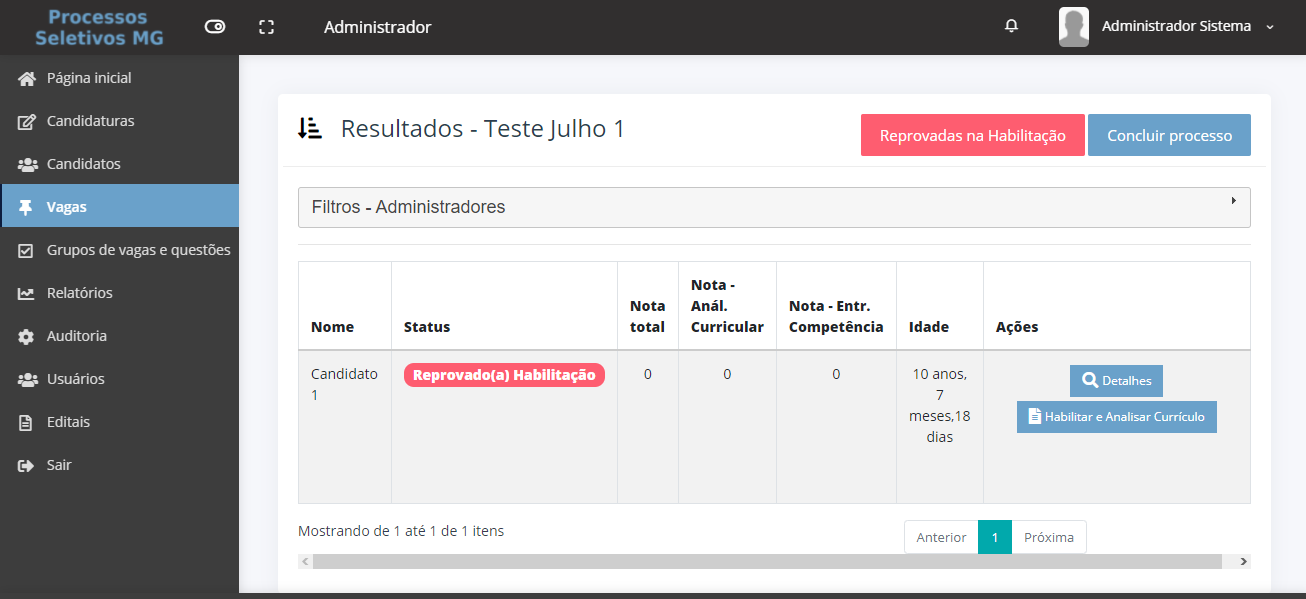 Processos
Seletivos MG
Administrador
Administrador Sistema
Página inicial
Candidaturas
Candidatos
Vagas
Grupos de vagas e questões
Relatórios
Auditoria
Usuários
Editais
Sair
Resultados - Teste Julho 1
Reprovadas na Habilitação
Concluir processo
Filtros - Administradores
Nome
Status
Nota
total
Nota -
Anál.
Curricular
Nota - Entr.
Competência
Idade
Ações
Candidato
1
Reprovado(a) Habilitação
0
0
0
10 anos,
7
meses,18
dias
Detalhes
Habilitar e Analisar Currículo
Mostrando de 1 até 1 de 1 itens
Anterior
1
Próxima